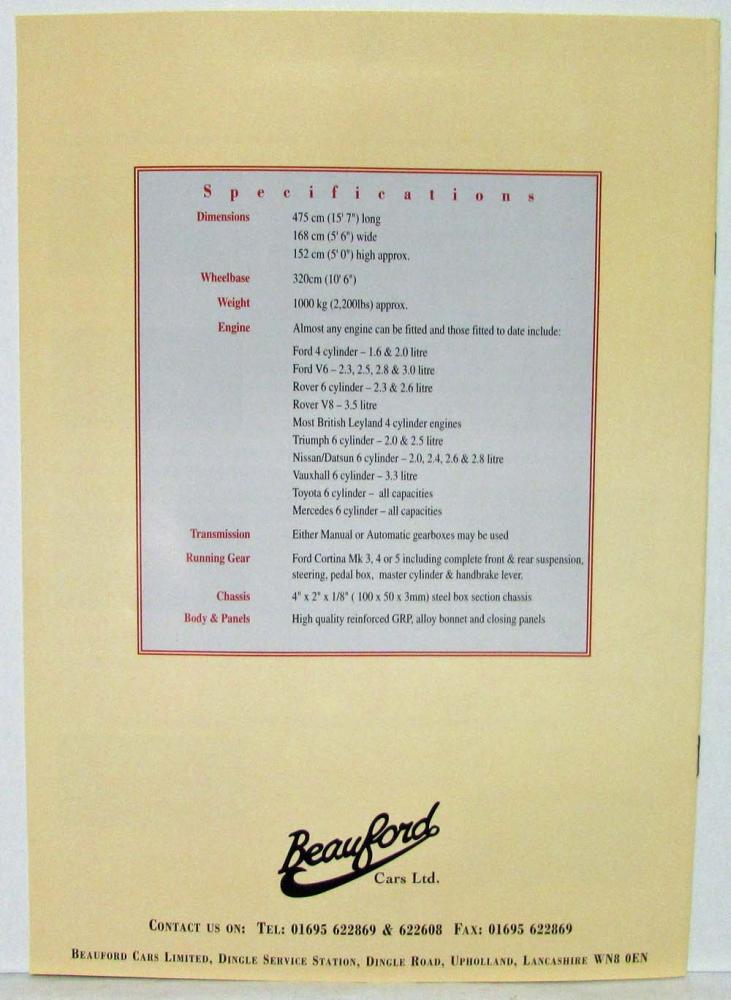 Specifications
Dimensions 475 cm (15' 7") long
168 cm (5' 6") wide
152 cm (5' 0") high approx.
Wheelbase 320cm (10' 6")
Weight 1000 kg (2,200lbs) approx.
Engine Almost any engine can be fitted and those fitted to date include:
Ford 4 cylinder – 1.6 & 2.0 litre
Ford V6 – 2.3, 2.5, 2.8 & 3.0 litre
Rover 6 cylinder – 2.3 & 2.6 litre
Rover V8 – 3.5 litre
Most British Leyland 4 cylinder engines
Triumph 6 cylinder – 2.0 & 2.5 litre
Nissan/Datsun 6 cylinder – 2.0, 2.4, 2.6 & 2.8 litre
Vauxhall 6 cylinder – 3.3 litre
Toyota 6 cylinder – all capacities
Mercedes 6 cylinder – all capacities
Transmission Either Manual or Automatic gearboxes may be used
Running Gear Ford Cortina Mk 3, 4 or 5 including complete front & rear suspension,
steering, pedal box, master cylinder & handbrake lever.
Chassis 4" x 2" x 1/8" ( 100 x 50 x 3mm) steel box section chassis
Body & Panels High quality reinforced GRP, alloy bonnet and closing panels
Beauford
Cars Ltd.
CONTACT US ON: TEL: 01695 622869 & 622608 FAX: 01695 622869
BEAUFORD CARS LIMITED, DINGLE SERVICE STATION, DINGLE ROAD, UPHOLLAND, LANCASHIRE WN8 0EN